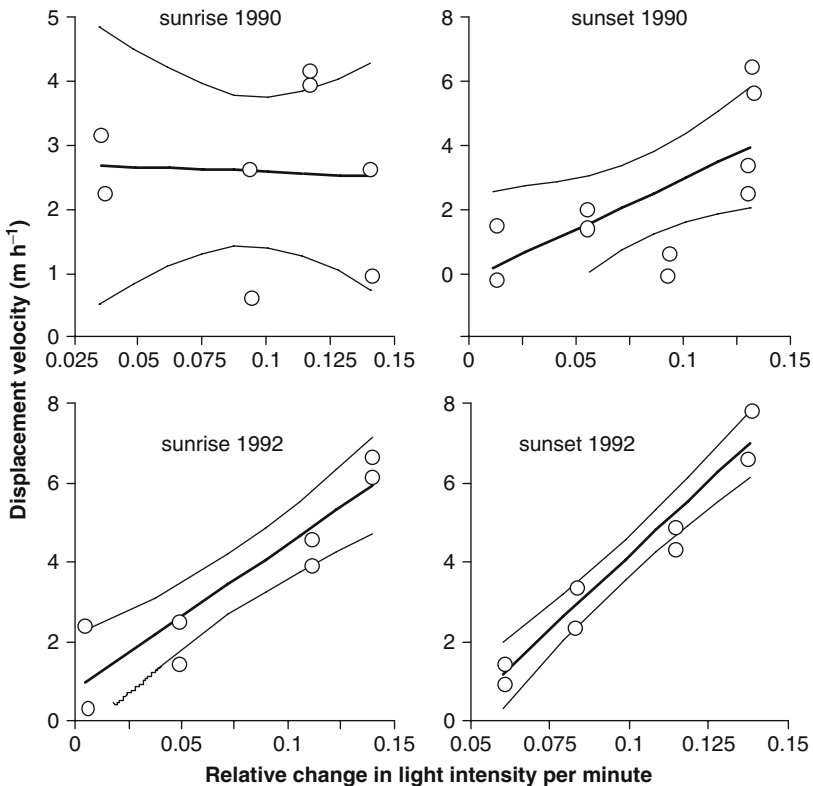 sunrise 1990
5
4
3
2
1
0
0.025 0.05 0.075 0.1 0.125 0.15
sunset 1990
8
6
4
2
0
0 0.05 0.1 0.15
Displacement velocity (m h⁻¹)
sunrise 1992
8
6
4
2
0
0 0.05 0.1 0.15
sunset 1992
8
6
4
2
0
0.05 0.075 0.1 0.125 0.15
Relative change in light intensity per minute